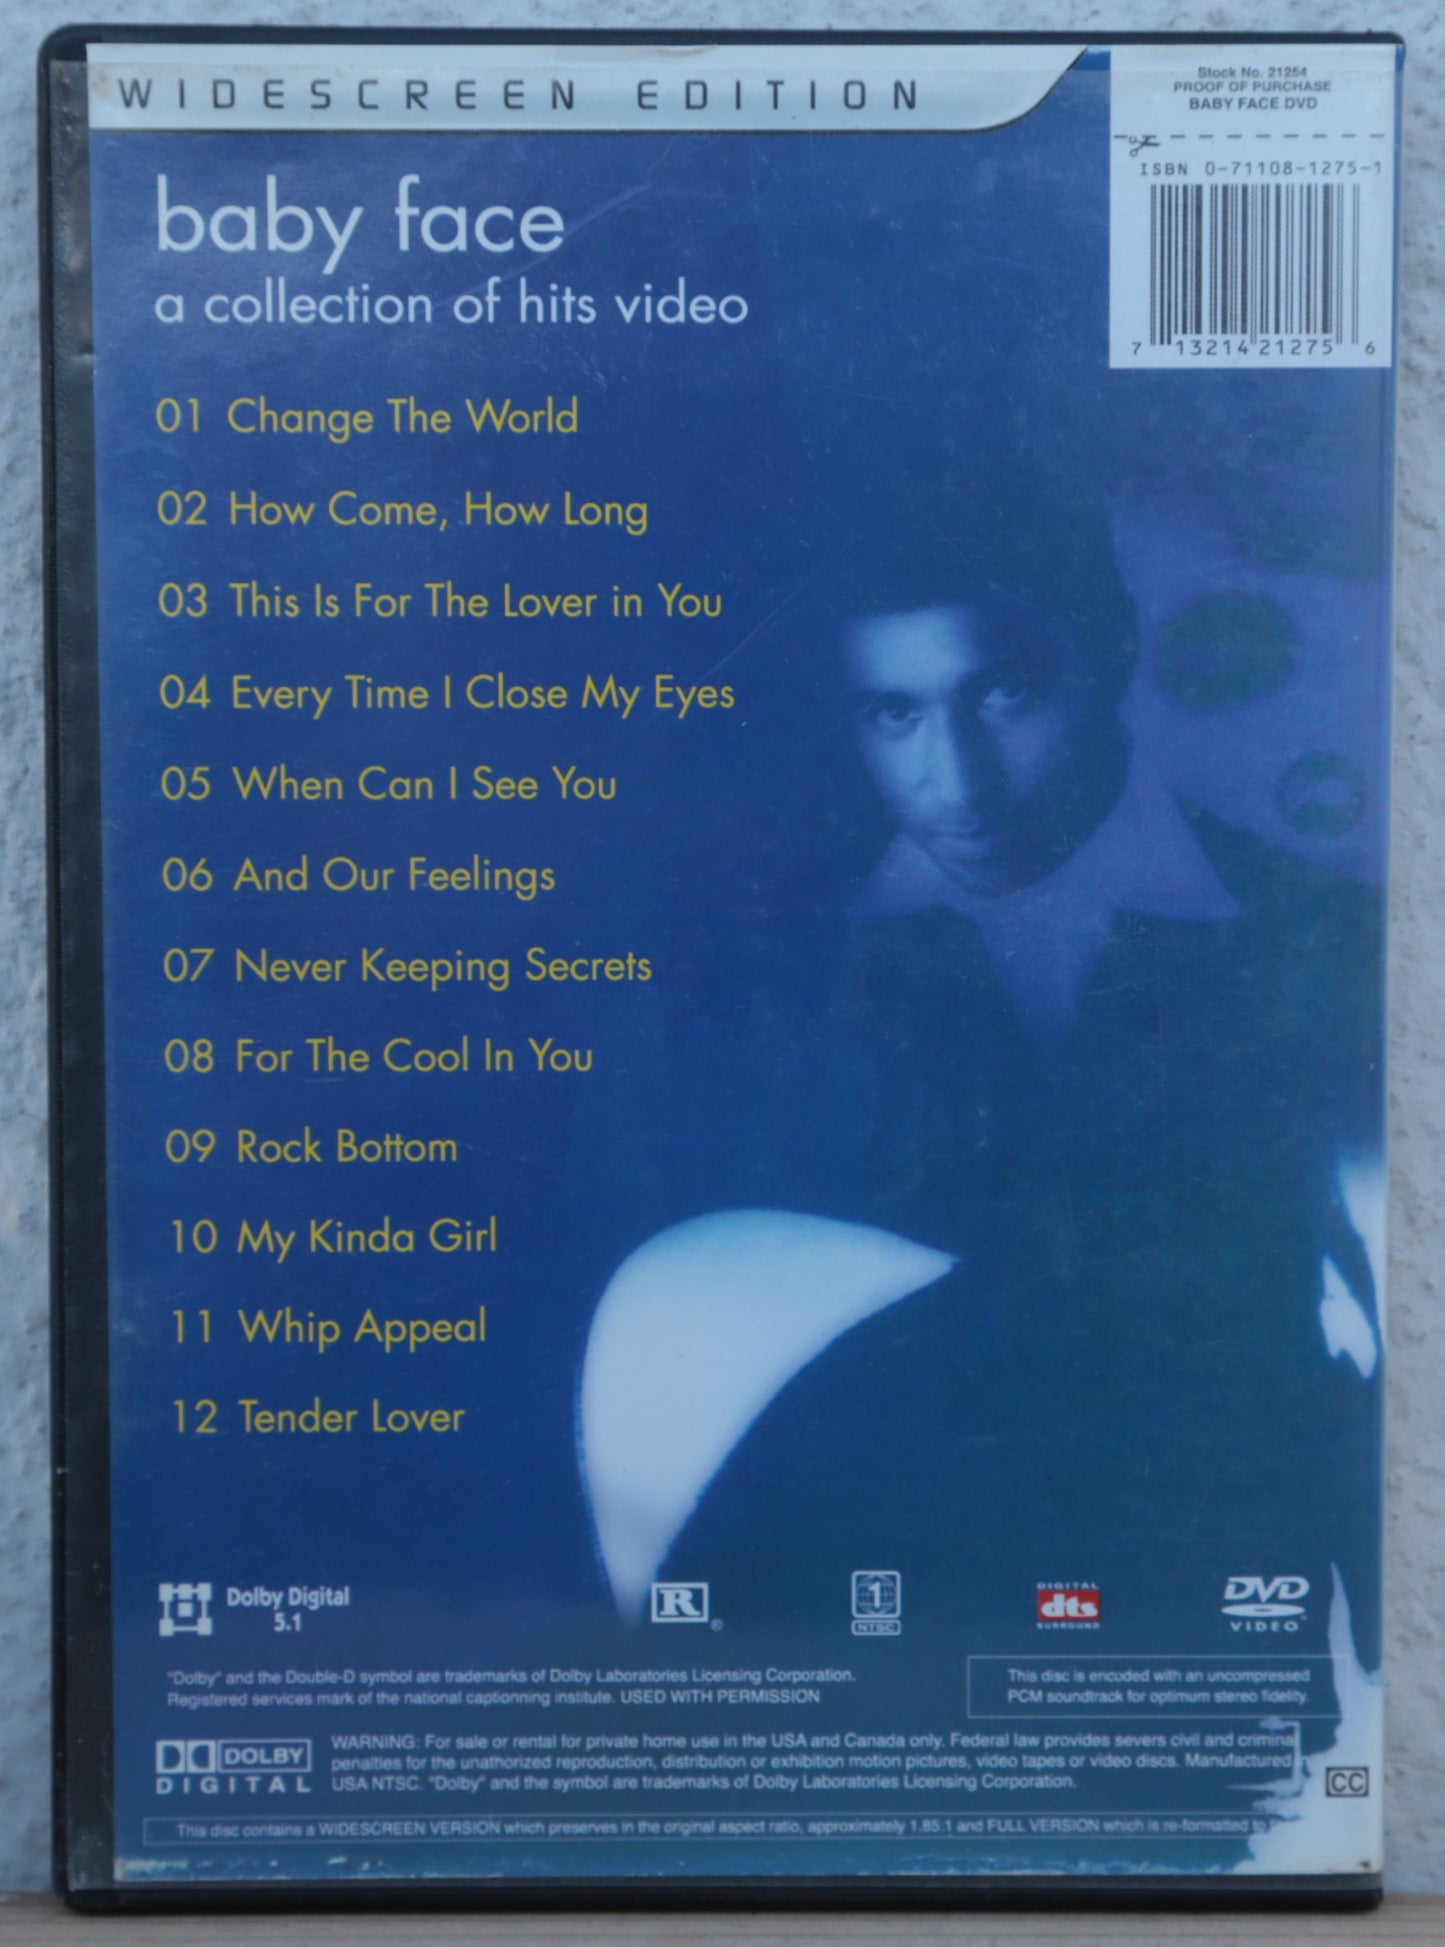 WIDESCREEN EDITION
Stock No. 21254
PROOF OF PURCHASE
BABY FACE DVD
ISBN 0-71108-1275-1
7 13214 21275 6
baby face
a collection of hits video
01 Change The World
02 How Come, How Long
03 This Is For The Lover in You
04 Every Time I Close My Eyes
05 When Can I See You
06 And Our Feelings
07 Never Keeping Secrets
08 For The Cool In You
09 Rock Bottom
10 My Kinda Girl
11 Whip Appeal
12 Tender Lover
Dolby Digital
5.1
R
®
1
NTSC
DIGITAL
dts
SURROUND
DVD
VIDEO
"Dolby" and the Double-D symbol are trademarks of Dolby Laboratories Licensing Corporation.
Registered services mark of the national captionning institute. USED WITH PERMISSION
This disc is encoded with an uncompressed
PCM soundtrack for optimum stereo fidelity.
DOLBY
DIGITAL
WARNING: For sale or rental for private home use in the USA and Canada only. Federal law provides severs civil and crimina
penalties for the unathorized reproduction, distribution or exhibition motion pictures, video tapes or video discs. Manufactured
USA NTSC. "Dolby" and the symbol are trademarks of Dolby Laboratories Licensing Corporation.
CC
This disc contains a WIDESCREEN VERSION which preserves in the original aspect ratio, approximately 1.85:1 and FULL VERSION which is re-formatted to